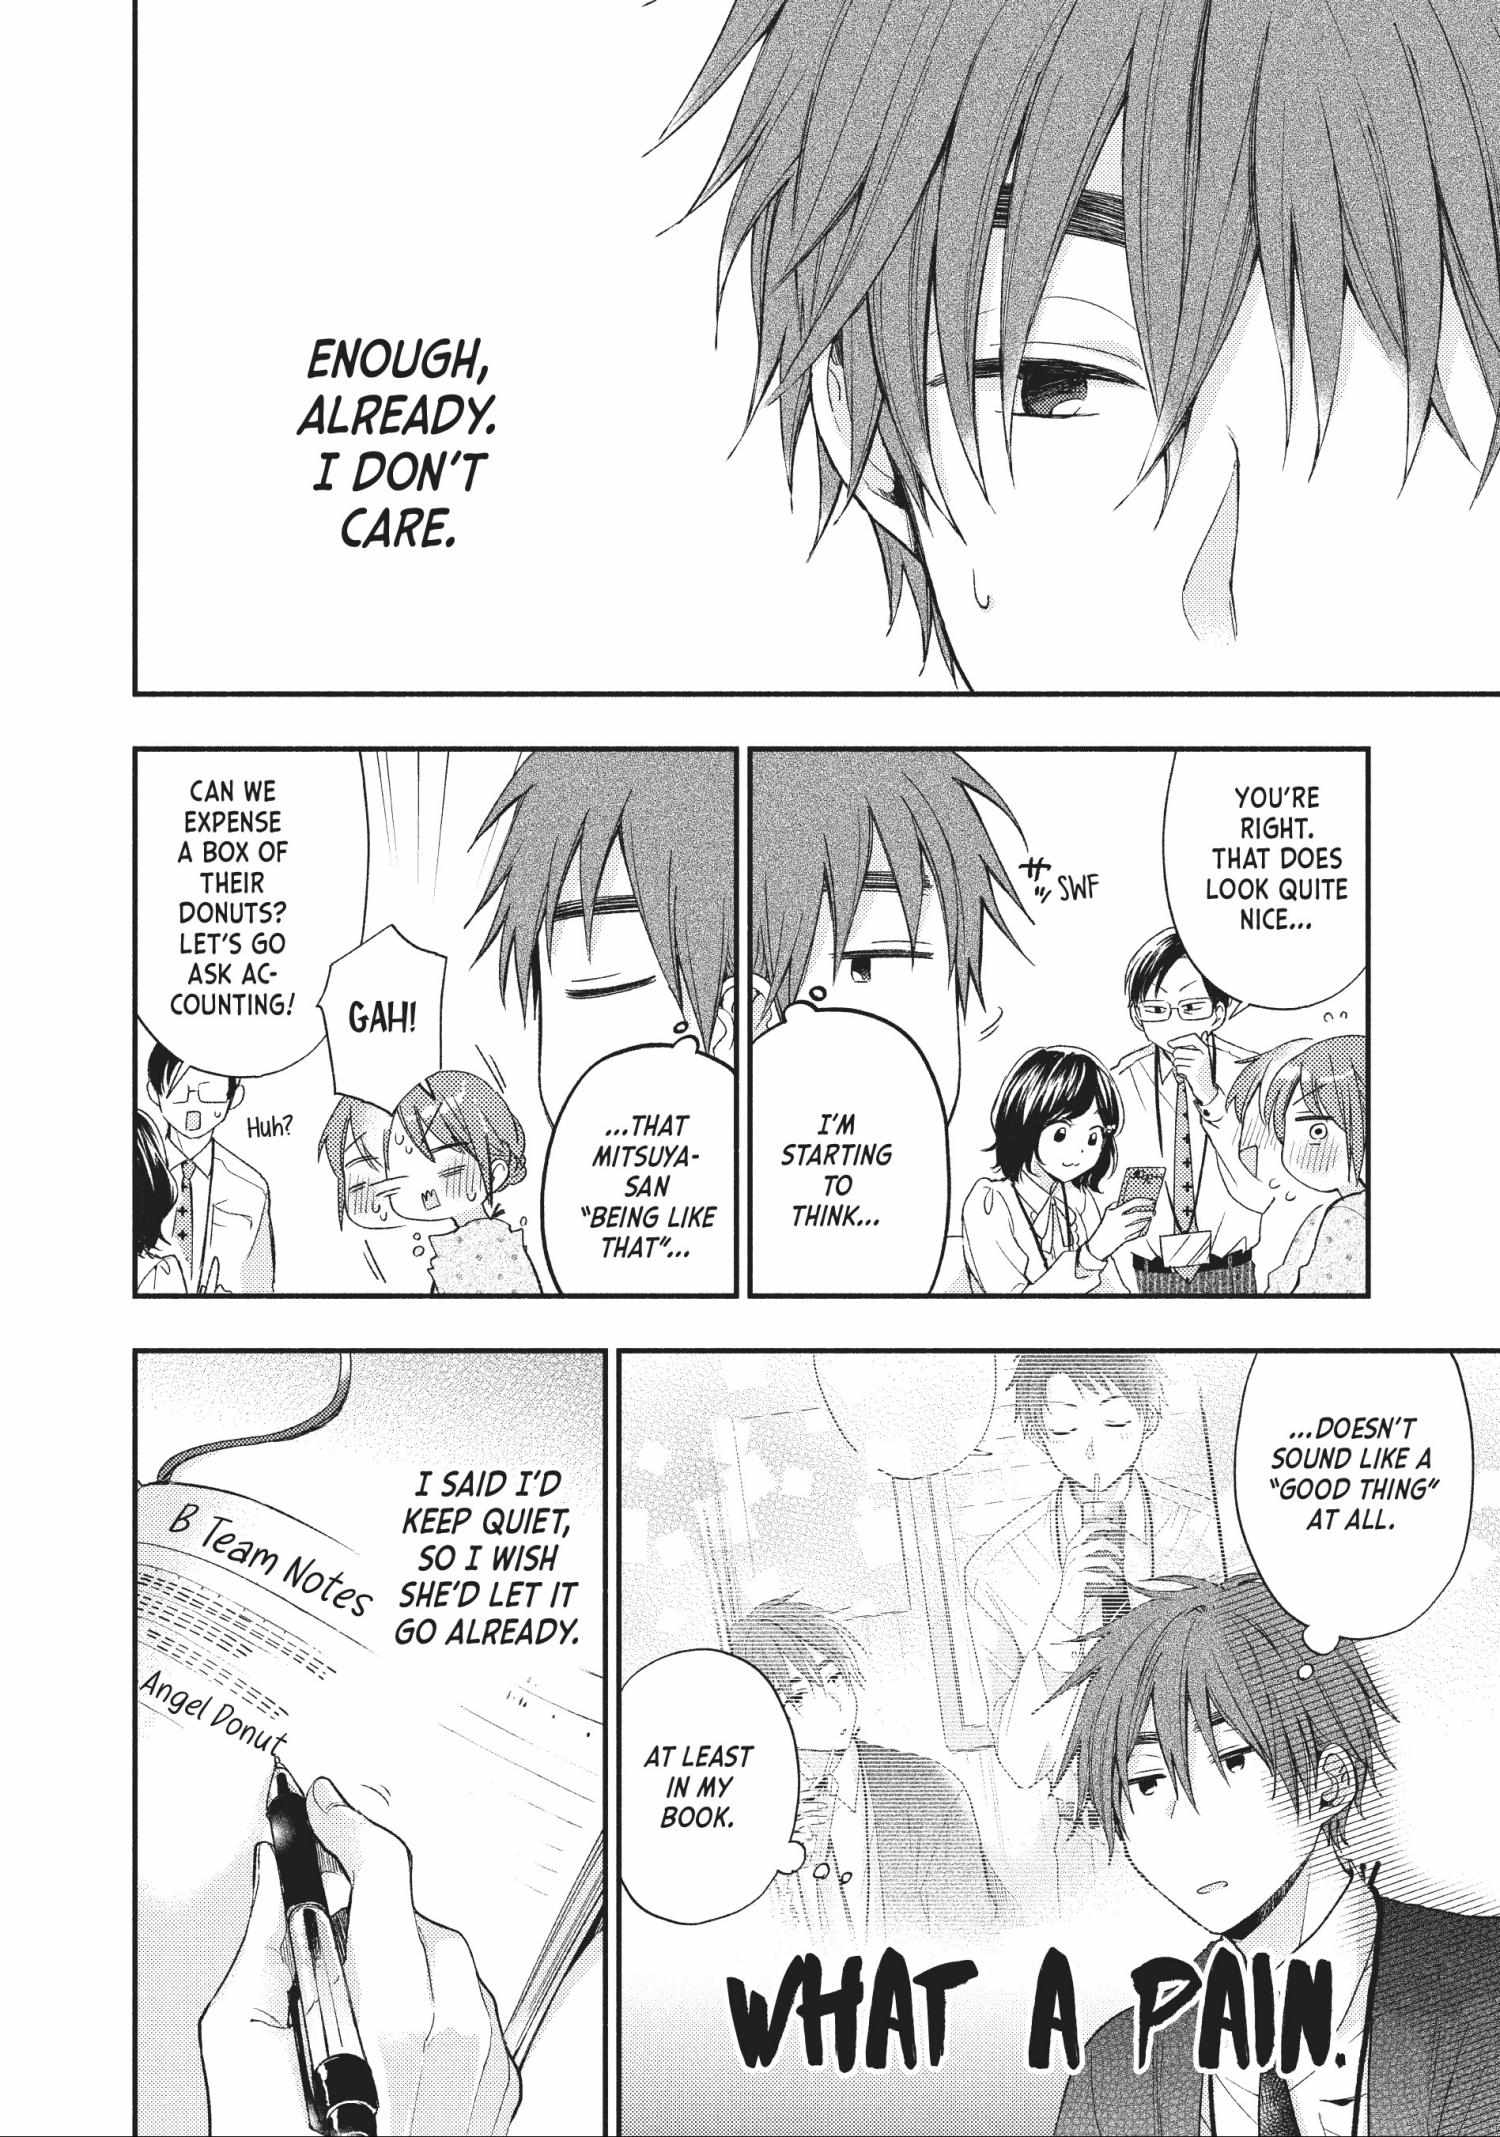 ENOUGH,
ALREADY.
I DON'T
CARE.
YOU'RE
RIGHT.
THAT DOES
LOOK QUITE
NICE...
サッ
SWF
I'M
STARTING
TO
THINK...
...THAT
MITSUYA-
SAN
"BEING LIKE
THAT"...
GAH!
CAN WE
EXPENSE
A BOX OF
THEIR
DONUTS?
LET'S GO
ASK AC-
COUNTING!
Huh?
...DOESN'T
SOUND LIKE A
"GOOD THING"
AT ALL.
AT LEAST
IN MY
BOOK.
WHAT A PAIN.
I SAID I'D
KEEP QUIET,
SO I WISH
SHE'D LET IT
GO ALREADY.
B Team Notes
Angel Donut